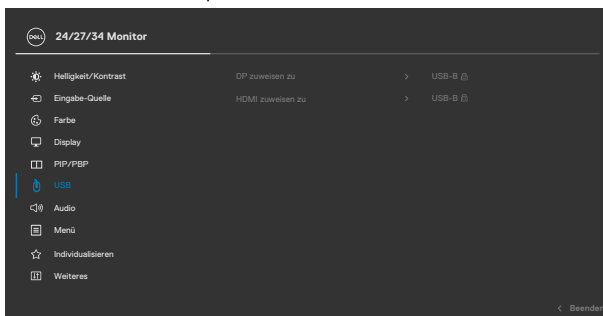 DELL 24/27/34 Monitor
Helligkeit/Kontrast DP zuweisen zu USB-B
Eingabe-Quelle HDMI zuweisen zu USB-B
Farbe
Display
PIP/PBP
USB
Audio
Menü
Individualisieren
Weiteres
Beenden